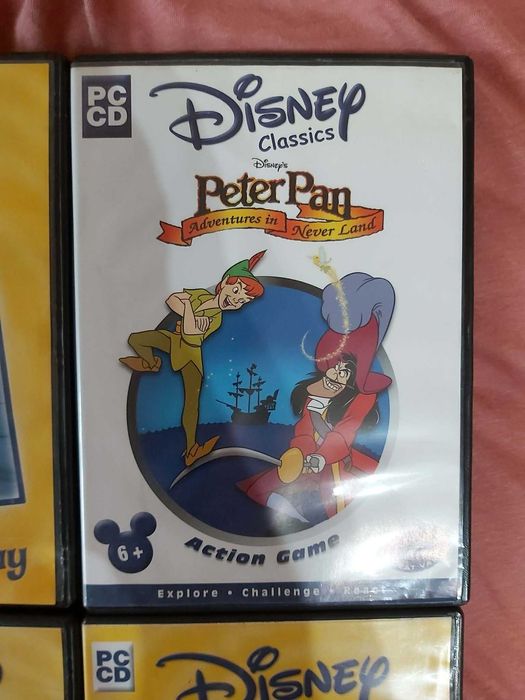 PC
CD
Disney
Classics
Disney's
Peter Pan
Adventures in Never Land
6+
Action Game
Explore • Challenge • React
PC
CD
Disney